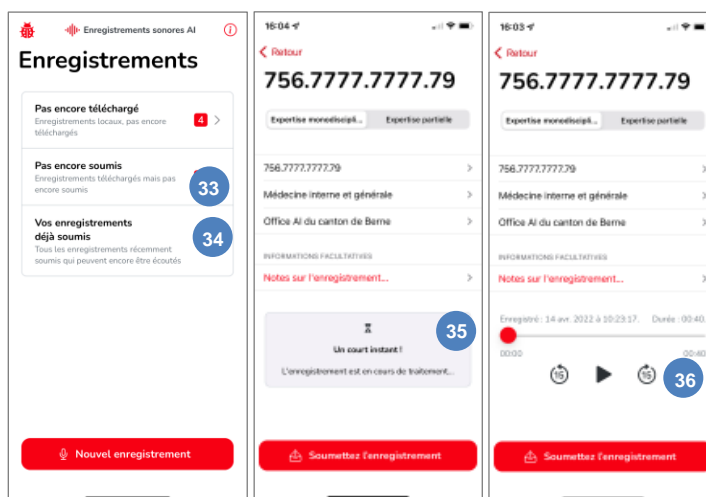 Enregistrements sonores AI
Enregistrements
Pas encore téléchargé
Enregistrements locaux, pas encore
téléchargés
4
Pas encore soumis
Enregistrements téléchargés mais pas
encore soumis
33
Vos enregistrements
déjà soumis
Tous les enregistrements récemment
soumis qui peuvent encore être écoutés
34
Nouvel enregistrement
16:04
Retour
756.7777.7777.79
Expertise monodiscipli... Expertise partielle
756.7777.7777.79
Médecine interne et générale
Office AI du canton de Berne
INFORMATIONS FACULTATIVES
Notes sur l'enregistrement...
35
Un court instant !
L'enregistrement est en cours de traitement...
Soumettez l'enregistrement
16:03
Retour
756.7777.7777.79
Expertise monodiscipli... Expertise partielle
756.7777.7777.79
Médecine interne et générale
Office AI du canton de Berne
INFORMATIONS FACULTATIVES
Notes sur l'enregistrement...
Enregistré : 14 avr. 2022 à 10:23:17. Durée : 00:40.
00:00 00:40
15 15
36
Soumettez l'enregistrement